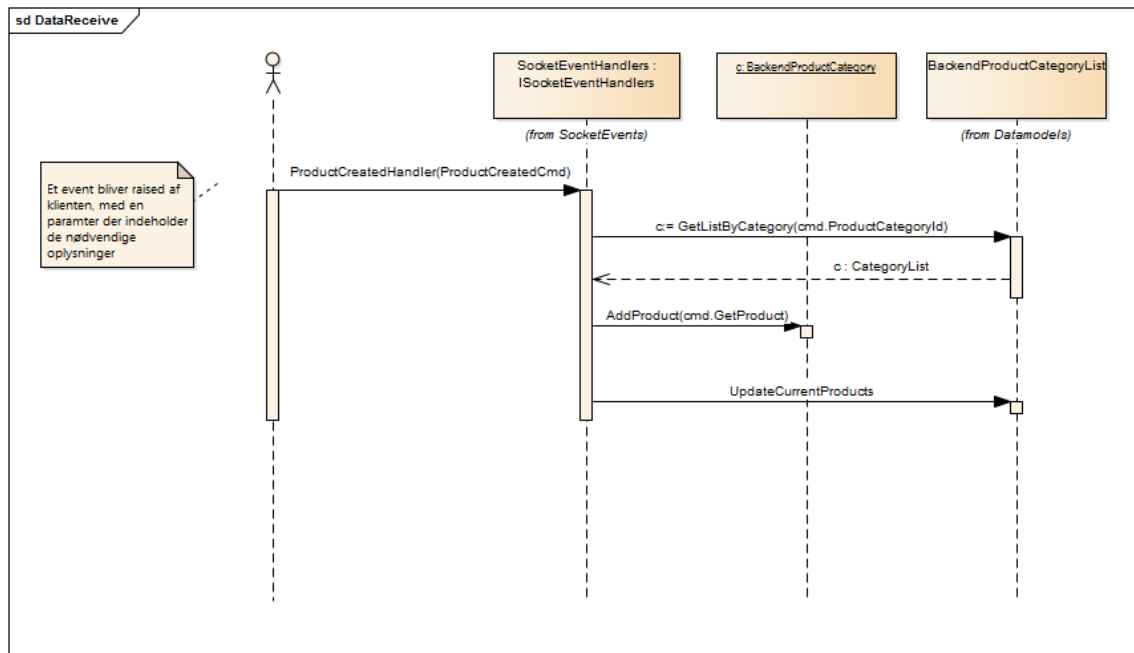 sd DataReceive
SocketEventHandlers :
ISocketEventHandlers
c: BackendProductCategory
BackendProductCategoryList
(from SocketEvents)
(from Datamodels)
Et event bliver raised af
klienten, med en
paramter der indeholder
de nødvendige
oplysninger
ProductCreatedHandler(ProductCreatedCmd)
c:= GetListByCategory(cmd.ProductCategoryId)
c : CategoryList
AddProduct(cmd.GetProduct)
UpdateCurrentProducts